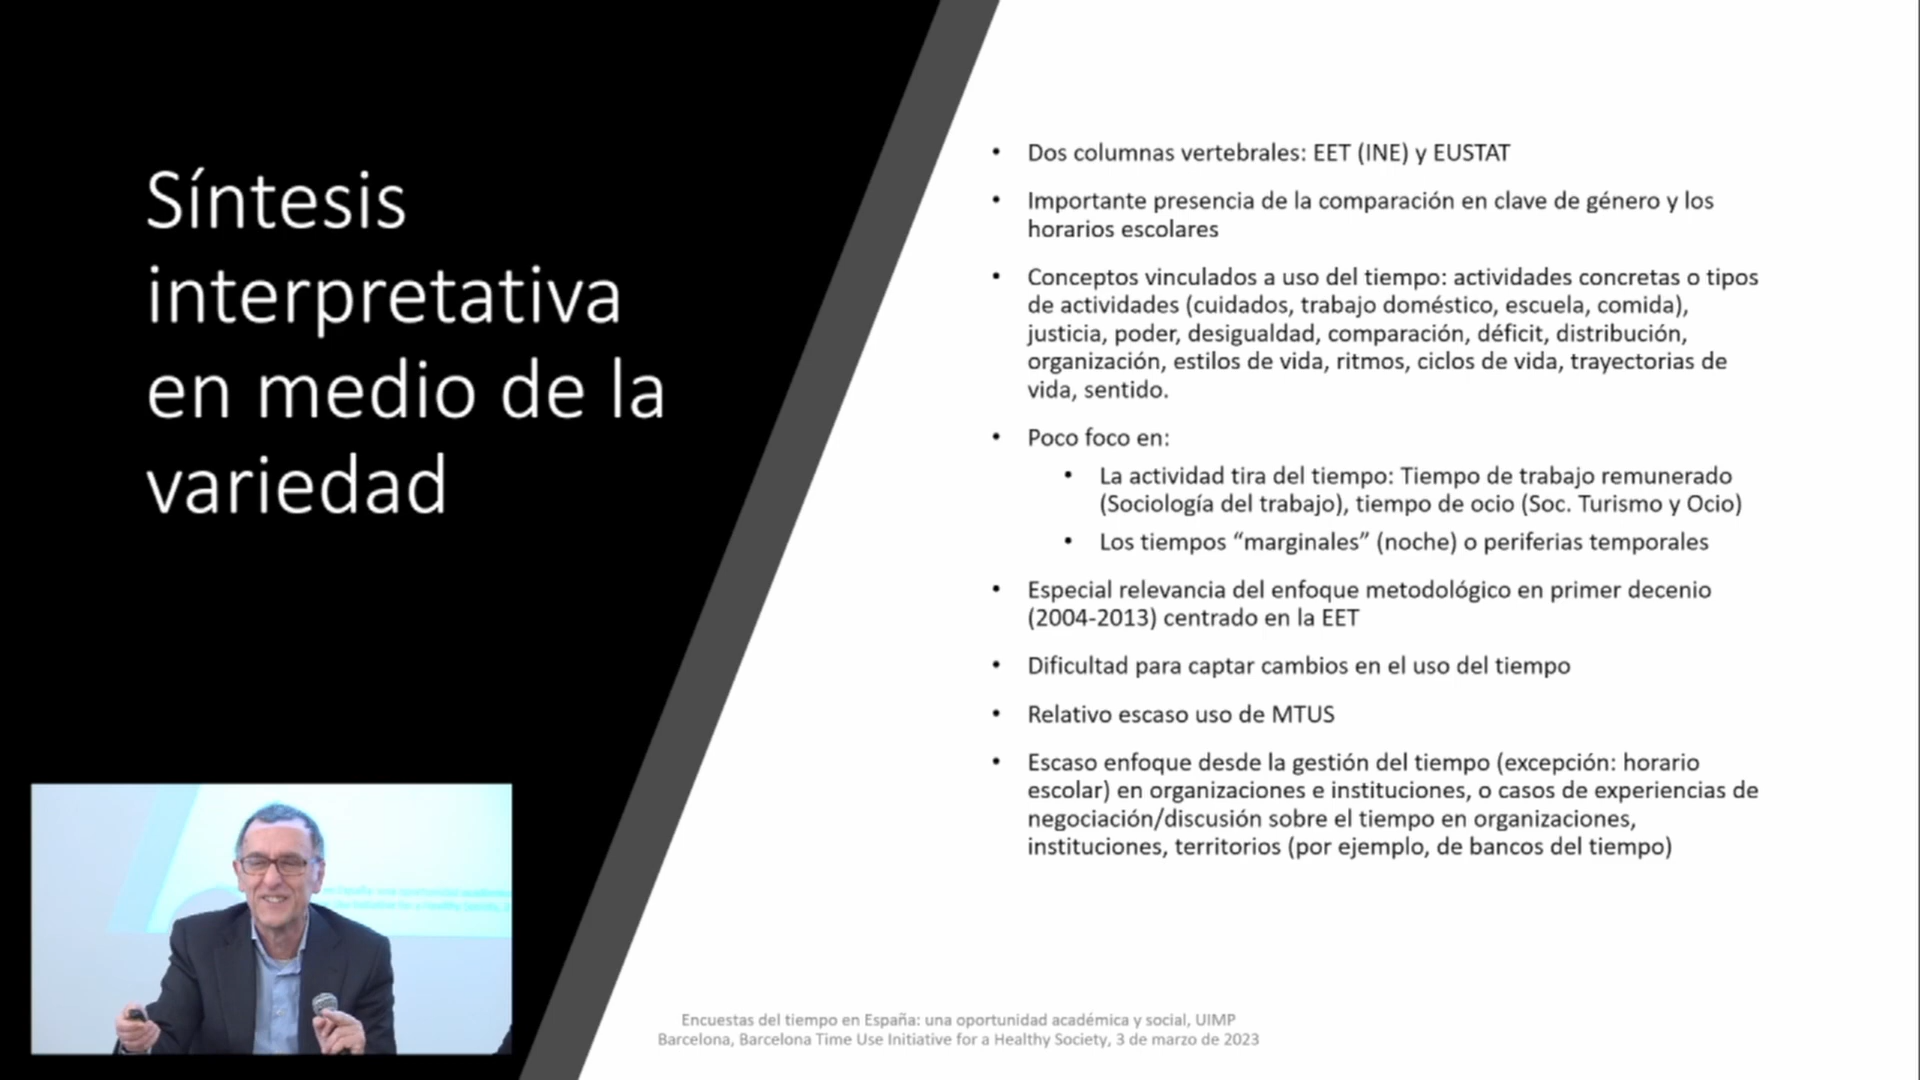 Síntesis
interpretativa
en medio de la
variedad
• Dos columnas vertebrales: EET (INE) y EUSTAT
• Importante presencia de la comparación en clave de género y los
horarios escolares
• Conceptos vinculados a uso del tiempo: actividades concretas o tipos
de actividades (cuidados, trabajo doméstico, escuela, comida),
justicia, poder, desigualdad, comparación, déficit, distribución,
organización, estilos de vida, ritmos, ciclos de vida, trayectorias de
vida, sentido.
• Poco foco en:
• La actividad tira del tiempo: Tiempo de trabajo remunerado
(Sociología del trabajo), tiempo de ocio (Soc. Turismo y Ocio)
• Los tiempos “marginales” (noche) o periferias temporales
• Especial relevancia del enfoque metodológico en primer decenio
(2004-2013) centrado en la EET
• Dificultad para captar cambios en el uso del tiempo
• Relativo escaso uso de MTUS
• Escaso enfoque desde la gestión del tiempo (excepción: horario
escolar) en organizaciones e instituciones, o casos de experiencias de
negociación/discusión sobre el tiempo en organizaciones,
instituciones, territorios (por ejemplo, de bancos del tiempo)
Encuestas del tiempo en España: una oportunidad académica y social, UIMP
Barcelona, Barcelona Time Use Initiative for a Healthy Society, 3 de marzo de 2023